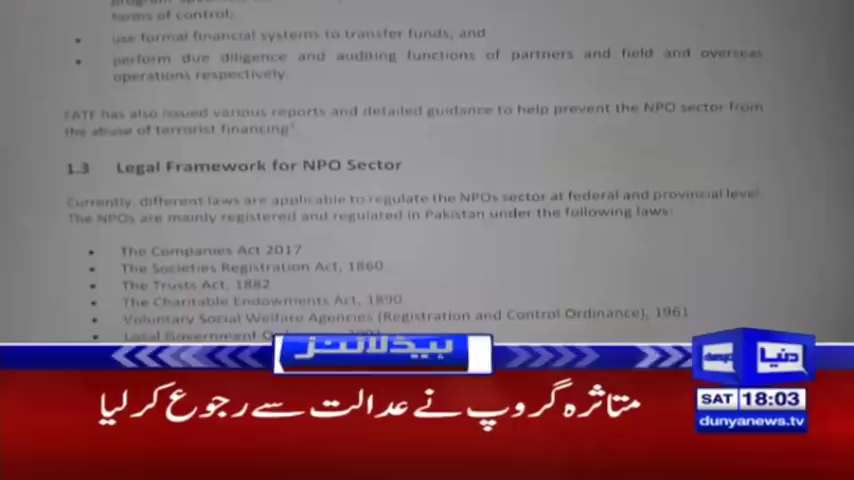 forms of control;
• use formal financial systems to transfer funds, and
• perform due diligence and auditing functions of partners and field and overseas
operations respectively.
FATF has also issued various reports and detailed guidance to help prevent the NPO sector from
the abuse of terrorist financing
1.3 Legal Framework for NPO Sector
Currently, different laws are applicable to regulate the NPOs sector at federal and provincial level.
The NPOs are mainly registered and regulated in Pakistan under the following laws:
• The Companies Act 2017
• The Societies Registration Act, 1860
• The Trusts Act, 1882
• The Charitable Endowments Act, 1890
• Voluntary Social Welfare Agencies (Registration and Control Ordinance), 1961
• Local Government
ہیڈلائنز
دنیا
متاثرہ گروپ نے عدالت سے رجوع کر لیا
SAT 18:03
dunyanews.tv